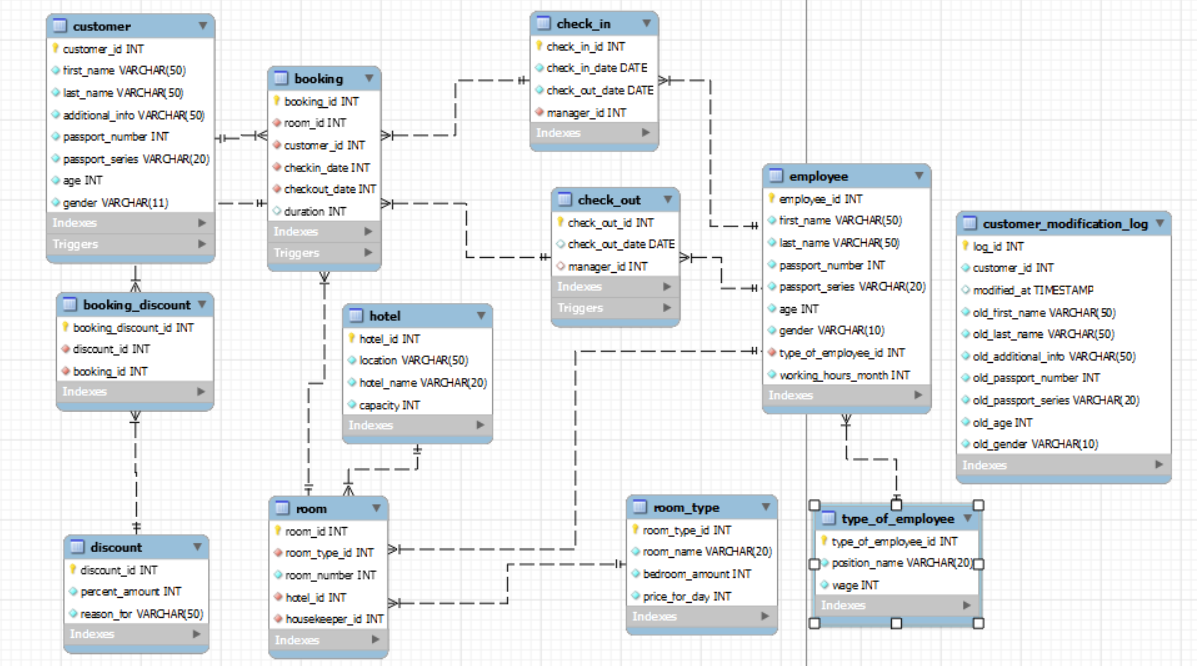 customer
customer_id INT
first_name VARCHAR(50)
last_name VARCHAR(50)
additional_info VARCHAR(50)
passport_number INT
passport_series VARCHAR(20)
age INT
gender VARCHAR(11)
Indexes
Triggers
booking
booking_id INT
room_id INT
customer_id INT
checkin_date INT
checkout_date INT
duration INT
Indexes
Triggers
check_in
check_in_id INT
check_in_date DATE
check_out_date DATE
manager_id INT
Indexes
check_out
check_out_id INT
check_out_date DATE
manager_id INT
Indexes
Triggers
employee
employee_id INT
first_name VARCHAR(50)
last_name VARCHAR(50)
passport_number INT
passport_series VARCHAR(20)
age INT
gender VARCHAR(10)
type_of_employee_id INT
working_hours_month INT
Indexes
customer_modification_log
log_id INT
customer_id INT
modified_at TIMESTAMP
old_first_name VARCHAR(50)
old_last_name VARCHAR(50)
old_additional_info VARCHAR(50)
old_passport_number INT
old_passport_series VARCHAR(20)
old_age INT
old_gender VARCHAR(10)
Indexes
booking_discount
booking_discount_id INT
discount_id INT
booking_id INT
Indexes
hotel
hotel_id INT
location VARCHAR(50)
hotel_name VARCHAR(20)
capacity INT
Indexes
discount
discount_id INT
percent_amount INT
reason_for VARCHAR(50)
Indexes
room
room_id INT
room_type_id INT
room_number INT
hotel_id INT
housekeeper_id INT
Indexes
room_type
room_type_id INT
room_name VARCHAR(20)
bedroom_amount INT
price_for_day INT
Indexes
type_of_employee
type_of_employee_id INT
position_name VARCHAR(20)
wage INT
Indexes